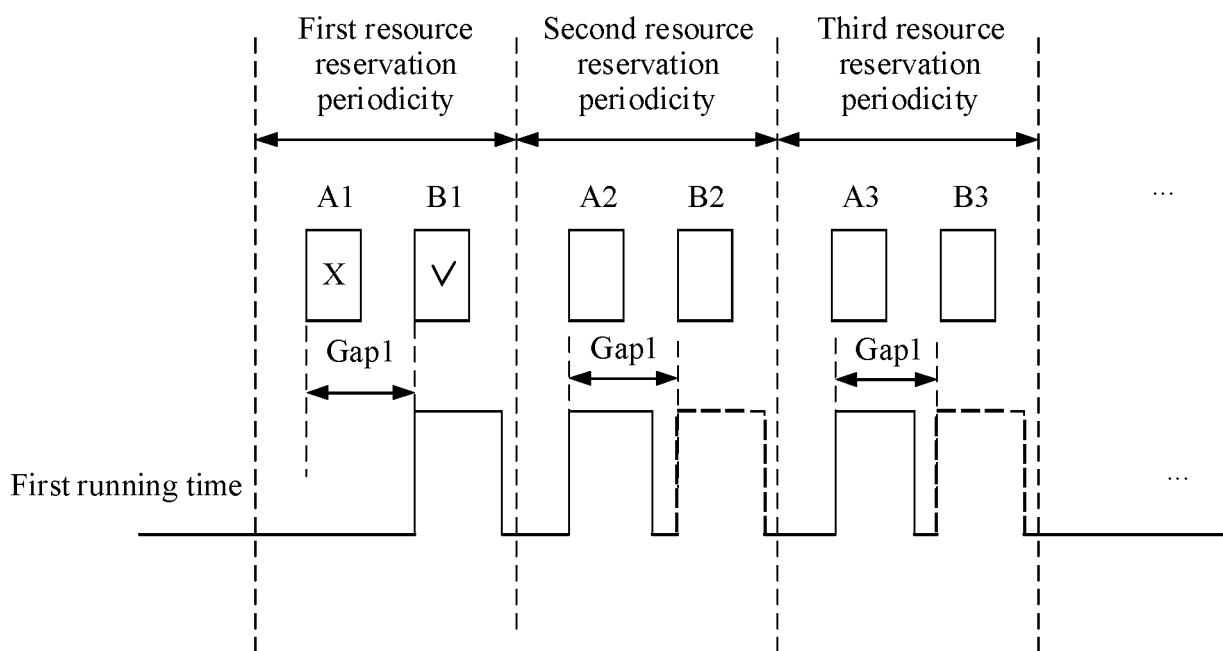 First resource
reservation
periodicity
Second resource
reservation
periodicity
Third resource
reservation
periodicity
A1
B1
A2
B2
A3
B3
...
X
Gap1
Gap1
Gap1
First running time
...